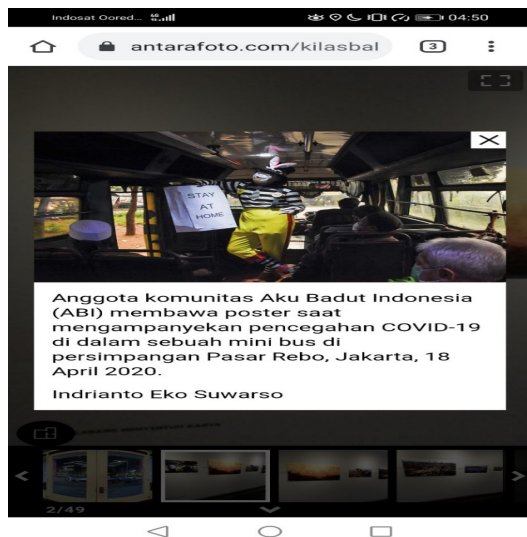 Indosat Oored...
04:50
antarafoto.com/kilasbal
3
STAY
AT
HOME
Anggota komunitas Aku Badut Indonesia
(ABI) membawa poster saat
mengampanyekan pencegahan COVID-19
di dalam sebuah mini bus di
persimpangan Pasar Rebo, Jakarta, 18
April 2020.
Indrianto Eko Suwarso
2/49